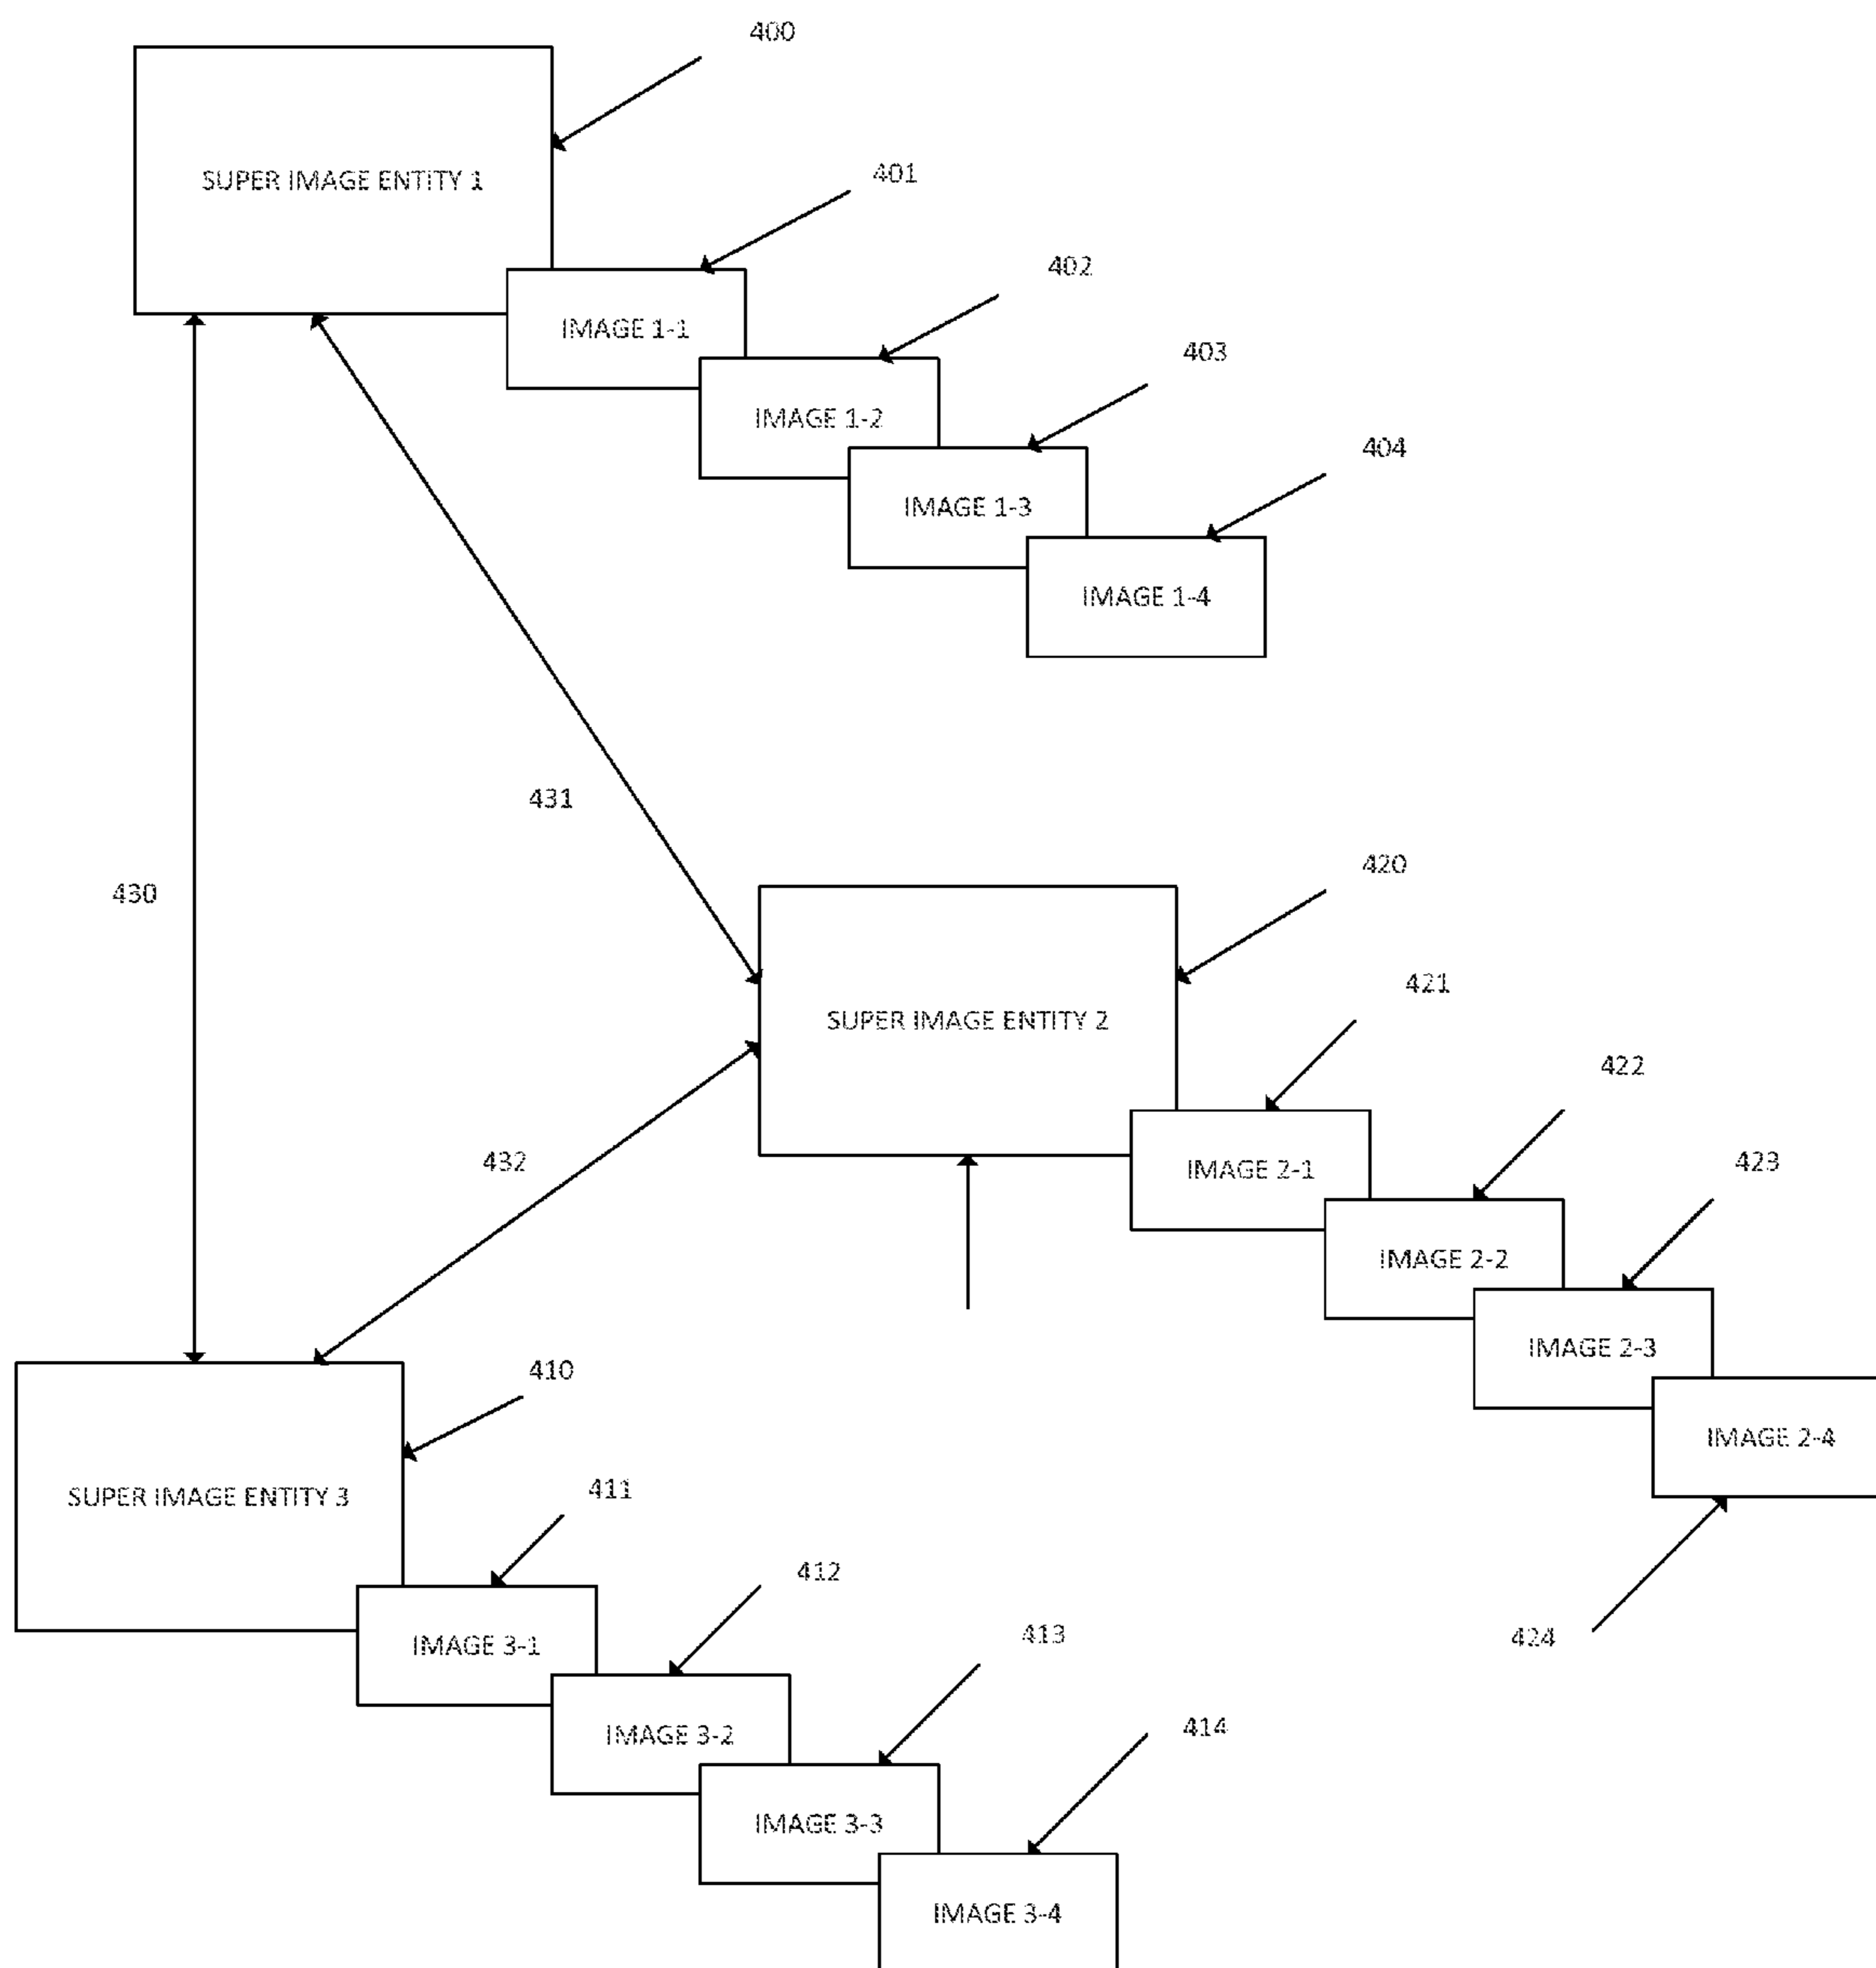 400
SUPER IMAGE ENTITY 1
401
402
IMAGE 1-1
403
IMAGE 1-2
404
IMAGE 1-3
IMAGE 1-4
431
430
420
421
SUPER IMAGE ENTITY 2
422
432
423
IMAGE 2-1
IMAGE 2-2
IMAGE 2-3
410
IMAGE 2-4
411
SUPER IMAGE ENTITY 3
412
413
424
IMAGE 3-1
414
IMAGE 3-2
IMAGE 3-3
IMAGE 3-4